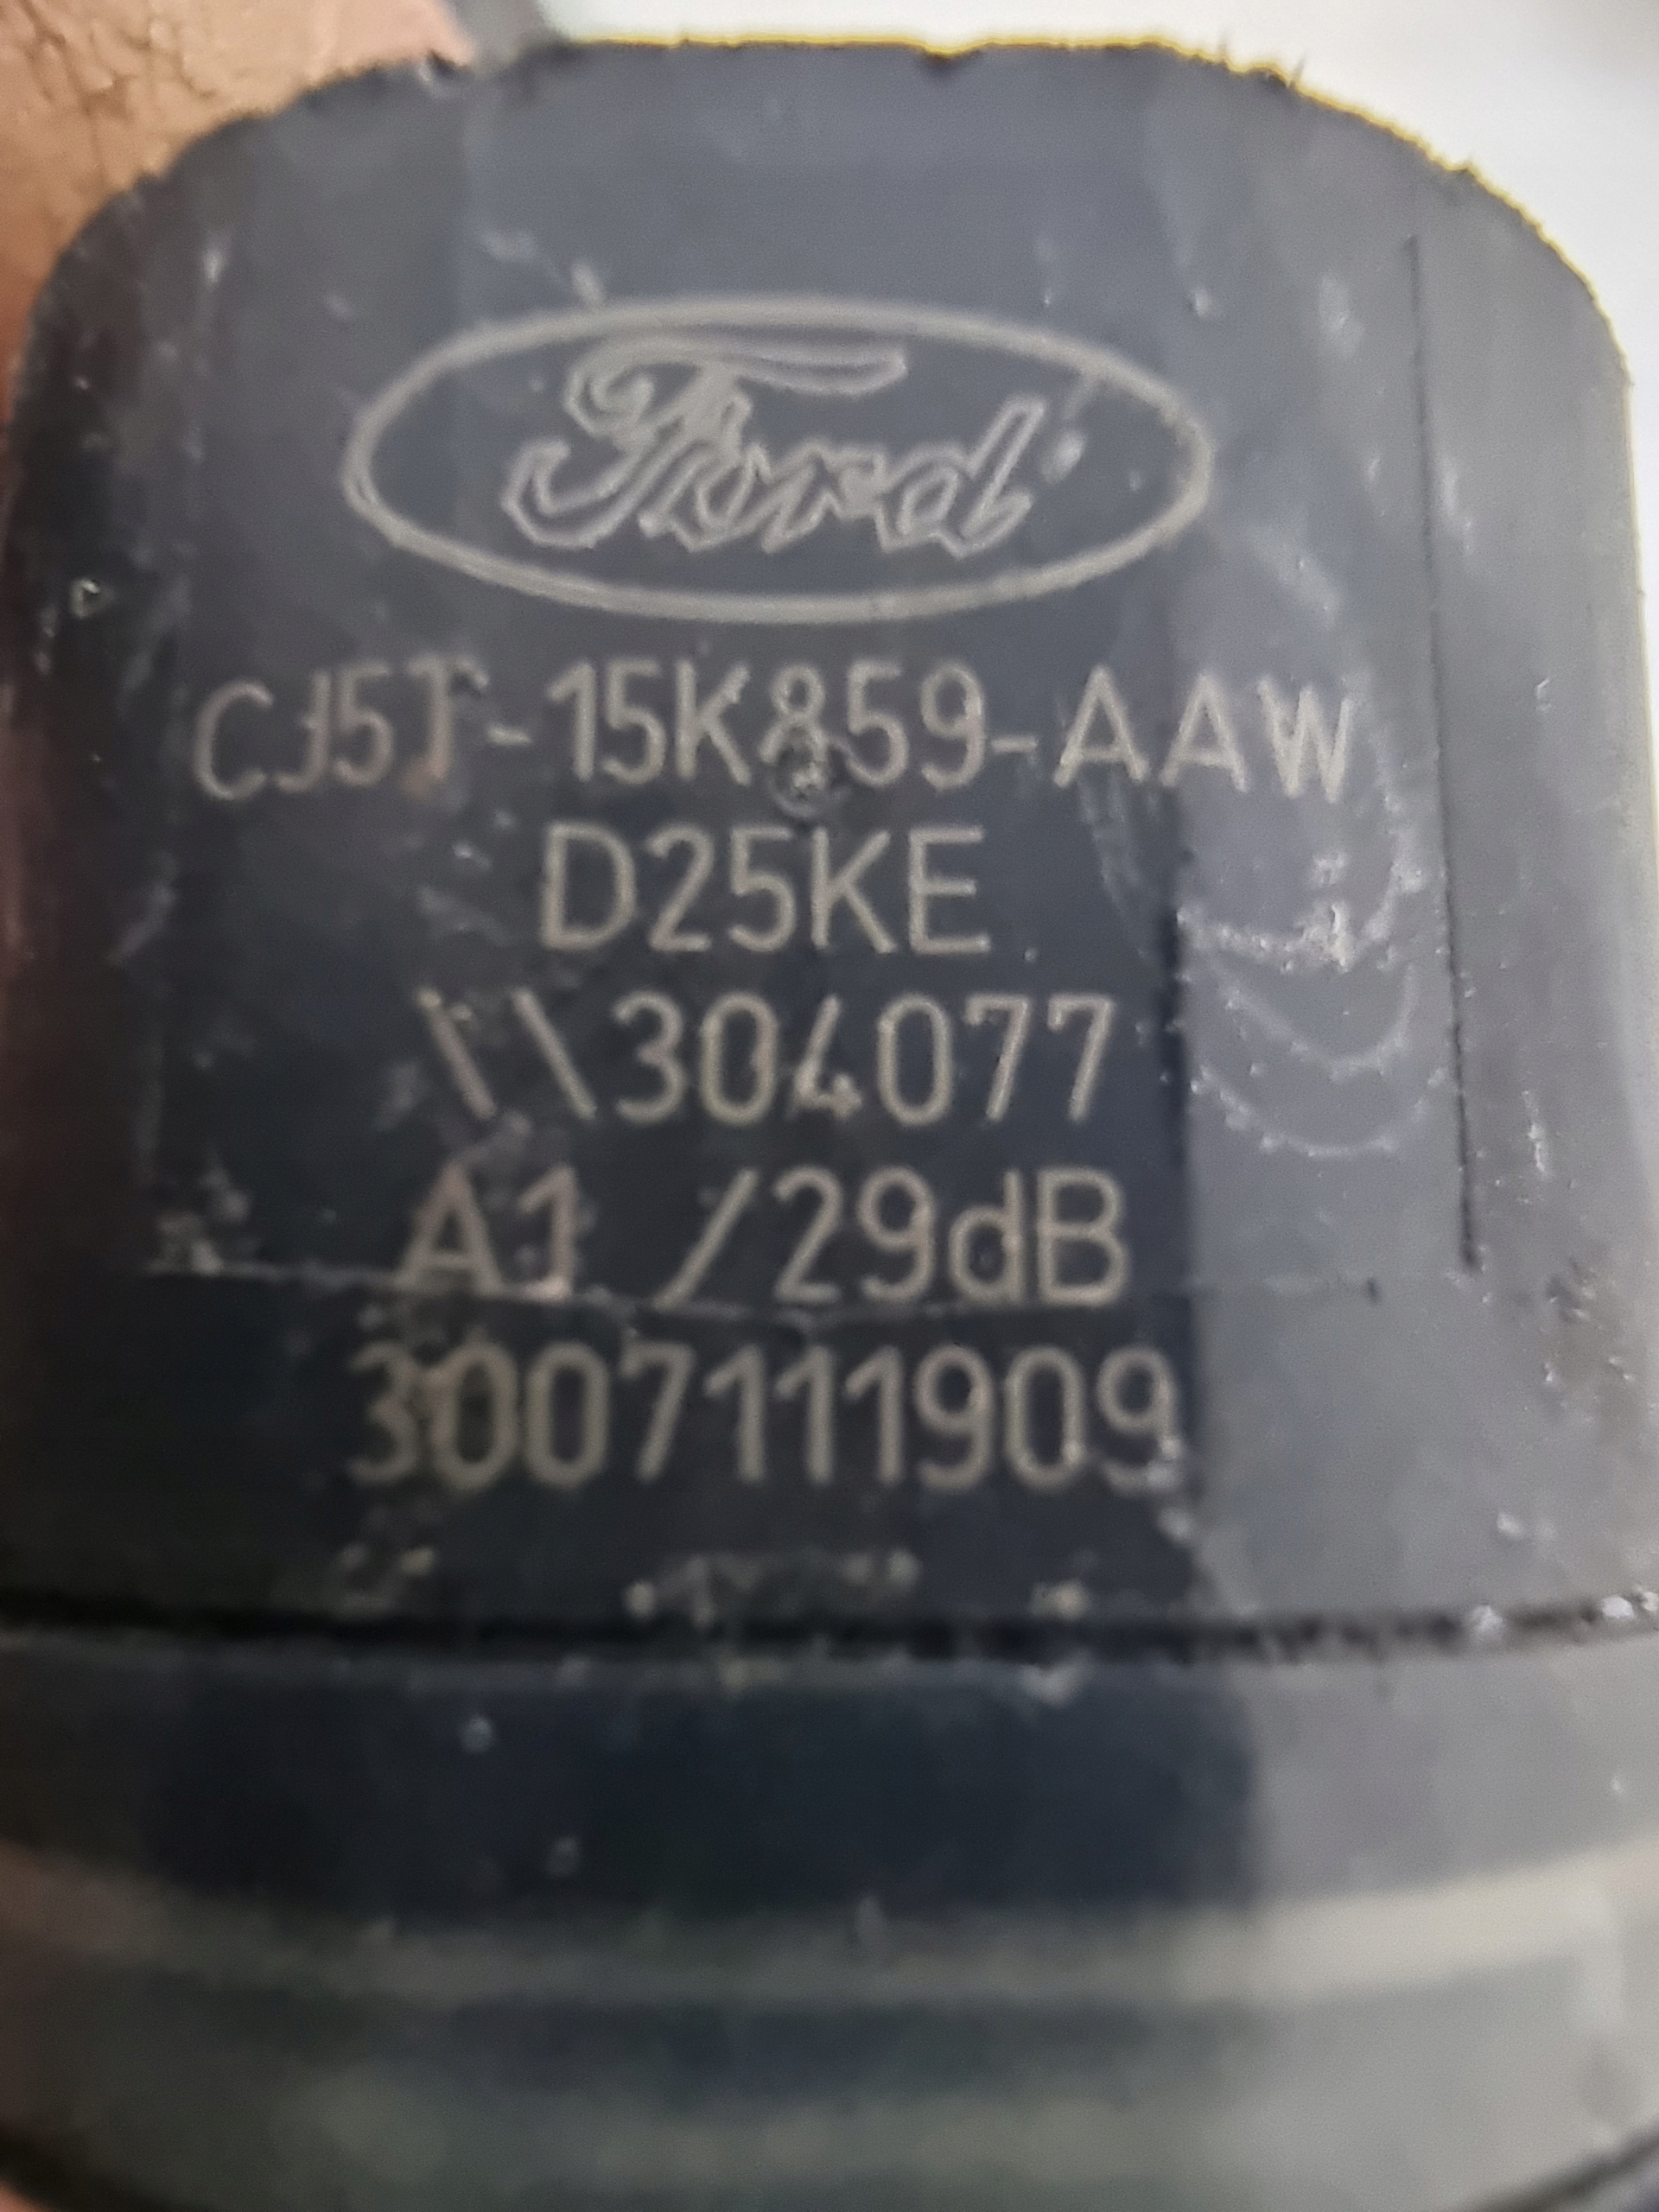 Ford
CJ5T-15K859-AAW
D25KE
\\304077
A1 /29dB
3007111909